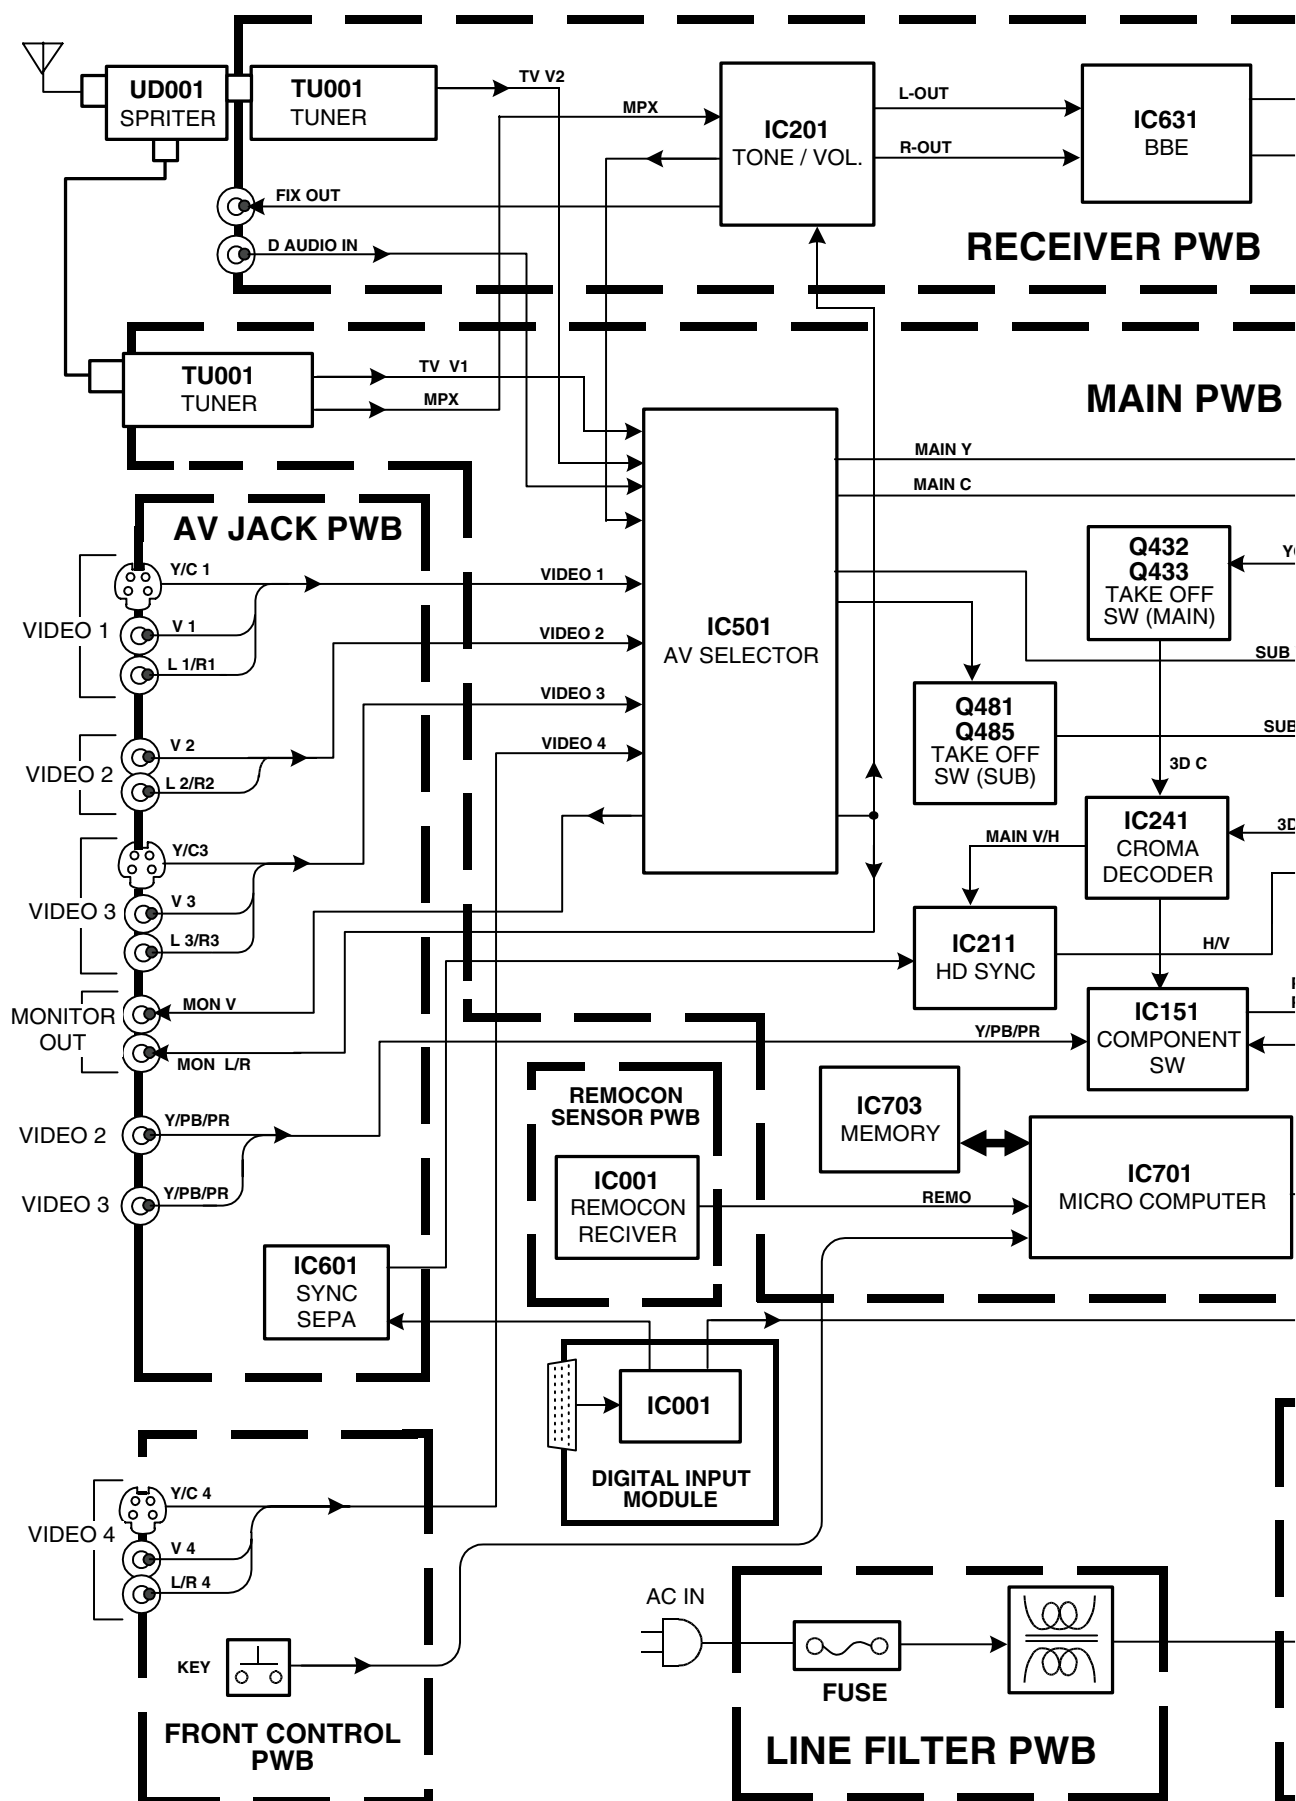 UD001
SPRITER
TU001
TUNER
TV V2
MPX
IC201
TONE / VOL.
L-OUT
R-OUT
IC631
BBE
FIX OUT
D AUDIO IN
RECEIVER PWB
TU001
TUNER
TV V1
MPX
MAIN PWB
MAIN Y
MAIN C
AV JACK PWB
Y/C 1
VIDEO 1
V 1
L 1/R1
VIDEO 1
VIDEO 2
VIDEO 3
VIDEO 4
IC501
AV SELECTOR
Q432
Q433
TAKE OFF
SW (MAIN)
SUB
Q481
Q485
TAKE OFF
SW (SUB)
SUB
3D C
V 2
VIDEO 2
L 2/R2
IC241
CROMA
DECODER
3D
MAIN V/H
Y/C3
V 3
VIDEO 3
L 3/R3
IC211
HD SYNC
H/V
MONITOR
OUT
MON V
MON L/R
IC151
COMPONENT
SW
Y/PB/PR
VIDEO 2
Y/PB/PR
VIDEO 3
Y/PB/PR
REMOCON
SENSOR PWB
IC001
REMOCON
RECIVER
IC703
MEMORY
IC701
MICRO COMPUTER
REMO
IC601
SYNC
SEPA
IC001
DIGITAL INPUT
MODULE
Y/C 4
VIDEO 4
V 4
L/R 4
KEY
FRONT CONTROL
PWB
AC IN
FUSE
LINE FILTER PWB